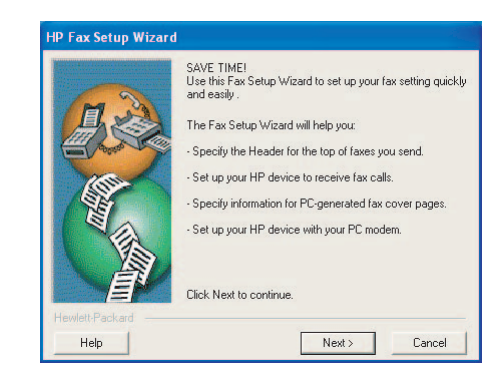 HP Fax Setup Wizard
SAVE TIME!
Use this Fax Setup Wizard to set up your fax setting quickly
and easily .
The Fax Setup Wizard will help you:
- Specify the Header for the top of faxes you send.
- Set up your HP device to receive fax calls.
- Specify information for PC-generated fax cover pages.
- Set up your HP device with your PC modem.
Click Next to continue.
Hewlett-Packard
Help
Next >
Cancel